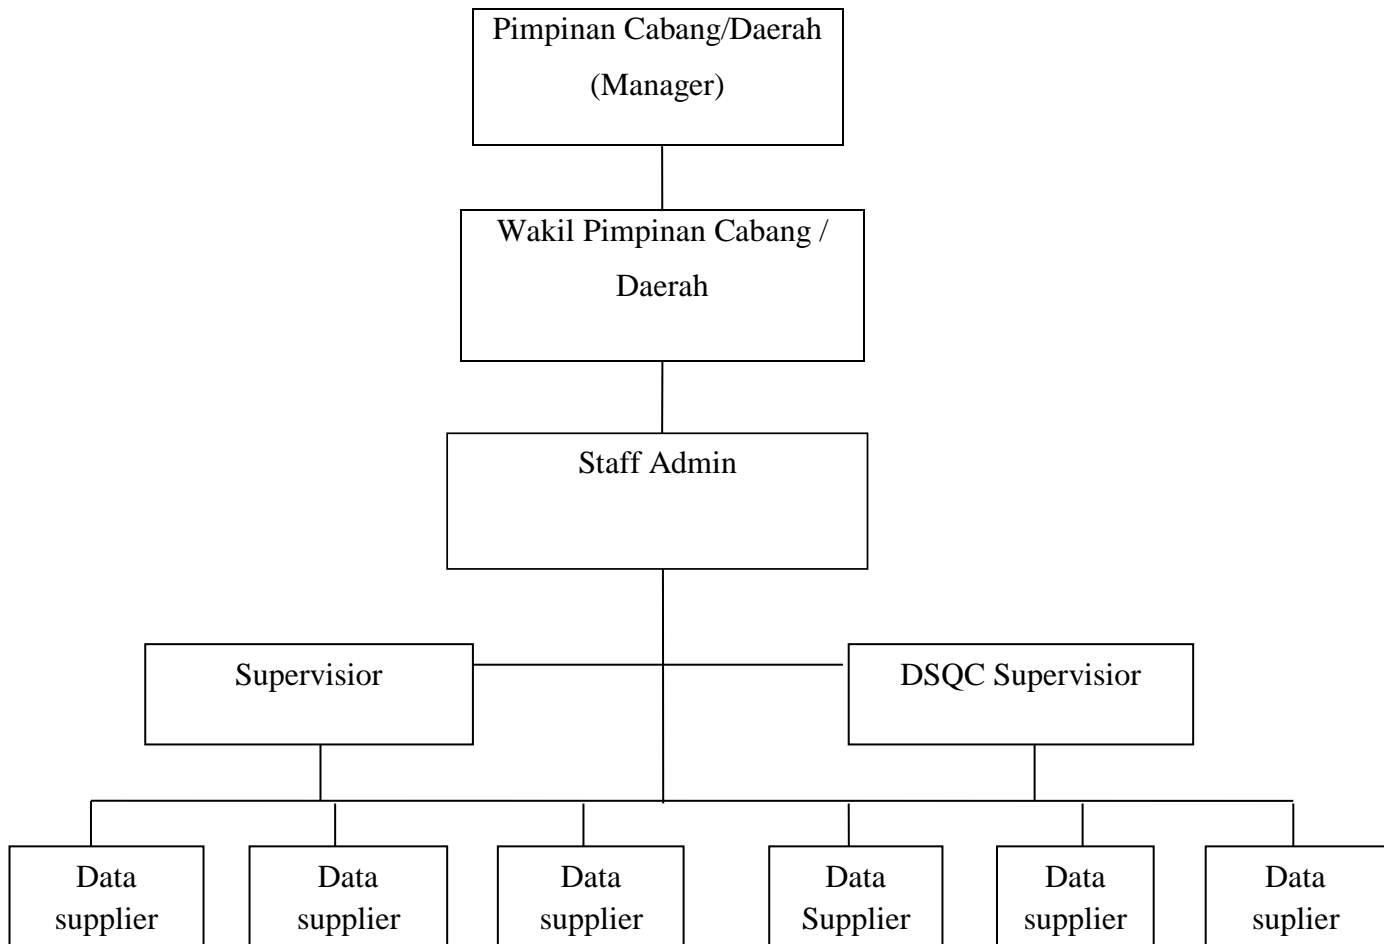 Pimpinan Cabang/Daerah
(Manager)
Wakil Pimpinan Cabang /
Daerah
Staff Admin
Supervisior
DSQC Supervisior
Data
supplier
Data
supplier
Data
supplier
Data
Supplier
Data
supplier
Data
suplier